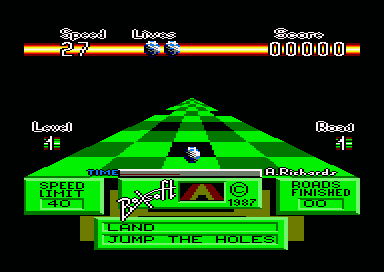 Speed Lives Score
27 00000
Level Road
1 1
TIME A.Richards
SPEED LIMIT
40
Boxsoft
© 1987
ROADS FINISHED
00
LAND
JUMP THE HOLES